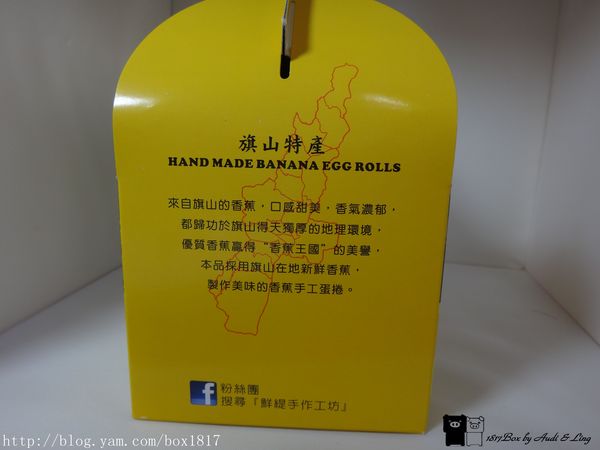 旗山特產
HAND MADE BANANA EGG ROLLS
來自旗山的香蕉，口感甜美，香氣濃郁，
都歸功於旗山得天獨厚的地理環境，
優質香蕉贏得“香蕉王國”的美譽，
本品採用旗山在地新鮮香蕉，
製作美味的香蕉手工蛋捲。
f 粉絲團
搜尋「鮮緹手作工坊」
http://blog.yam.com/box1817
1817Box by Audi & Ling